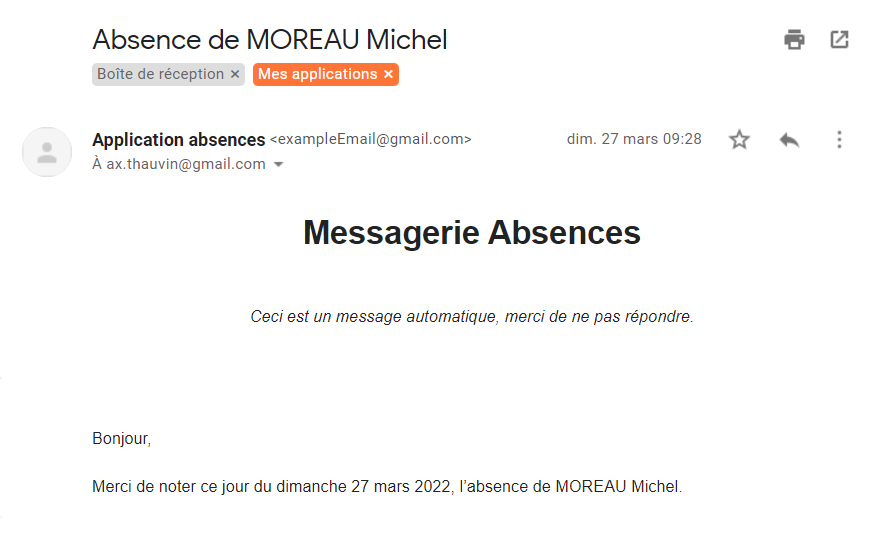 Absence de MOREAU Michel
Boîte de réception ×
Mes applications ×
Application absences <exampleEmail@gmail.com>
dim. 27 mars 09:28
À ax.thauvin@gmail.com
Messagerie Absences
Ceci est un message automatique, merci de ne pas répondre.
Bonjour,
Merci de noter ce jour du dimanche 27 mars 2022, l'absence de MOREAU Michel.